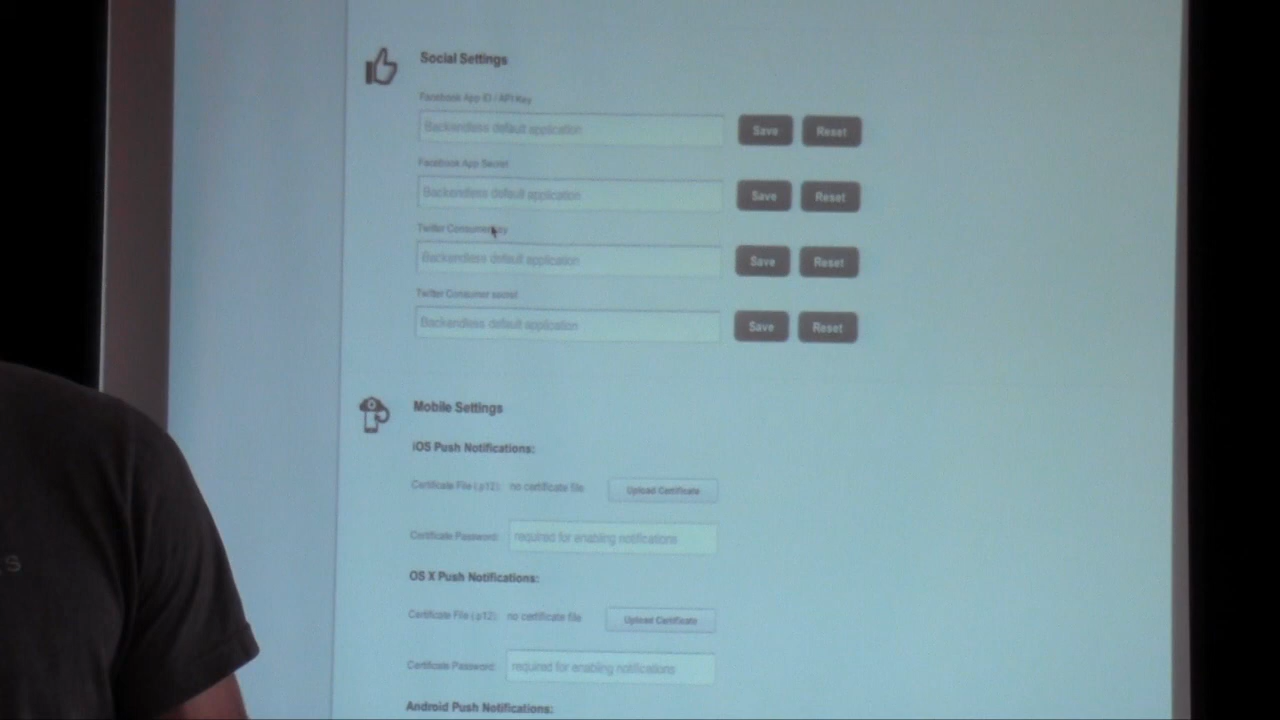 Social Settings
Facebook App ID / API Key
Backendless default application
Save
Reset
Facebook App Secret
Backendless default application
Save
Reset
Twitter Consumer
Backendless default application
Save
Reset
Twitter Consumer secret
Backendless default application
Save
Reset
Mobile Settings
iOS Push Notifications:
Certificate File (.p12): no certificate file
Upload Certificate
Certificate Password: required for enabling notifications
OS X Push Notifications:
Certificate File (.p12): no certificate file
Upload Certificate
Certificate Password: required for enabling notifications
Android Push Notifications: